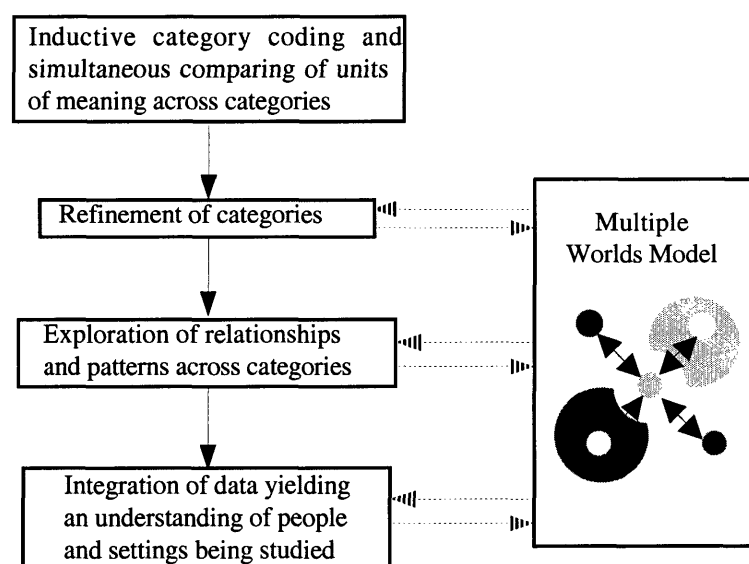 Inductive category coding and
simultaneous comparing of units
of meaning across categories
Refinement of categories
Multiple
Worlds Model
Exploration of relationships
and patterns across categories
Integration of data yielding
an understanding of people
and settings being studied